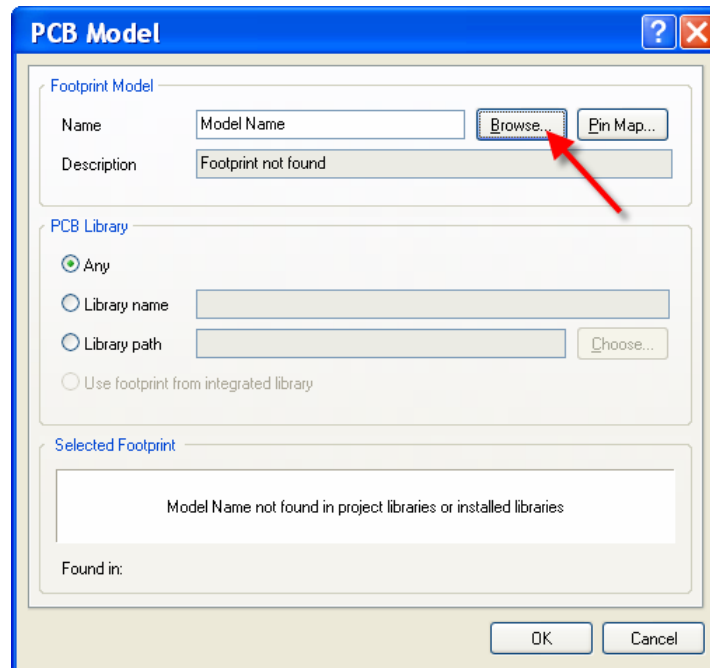 PCB Model
Footprint Model
Name Model Name Browse... Pin Map...
Description Footprint not found
PCB Library
Any
Library name
Library path Choose...
Use footprint from integrated library
Selected Footprint
Model Name not found in project libraries or installed libraries
Found in:
OK Cancel